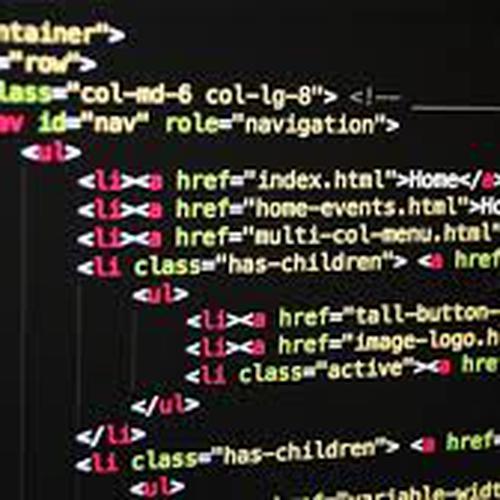 ntainer">
="row">
lass="col-md-6 col-lg-8"> <!--
av id="nav" role="navigation">
<ul>
<li><a href="index.html">Home</a>
<li><a href="home-events.html">Ho
<li><a href="multi-col-menu.html"
<li class="has-children"> <a href
<ul>
<li><a href="tall-button-
<li><a href="image-logo.h
<li class="active"><a hre
</ul>
</li>
<li class="has-children"> <a href=
<ul>
="variable-widt